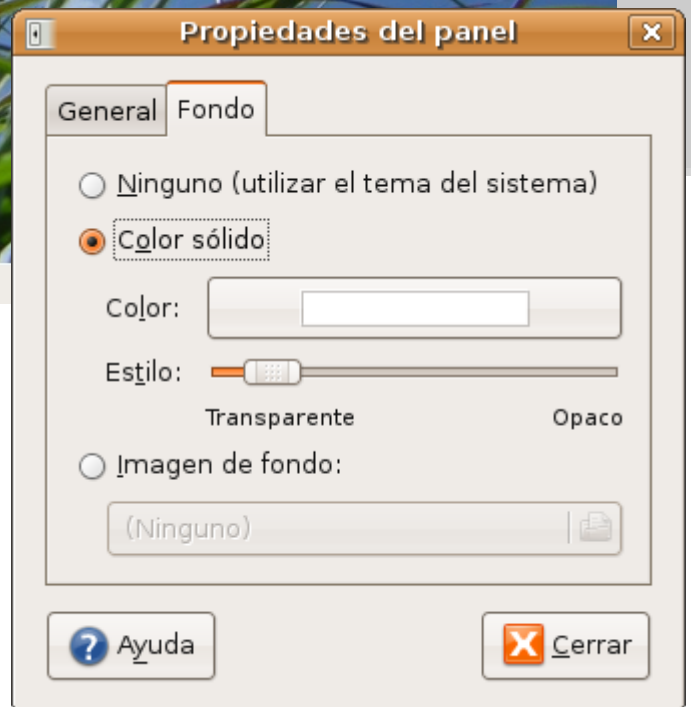 Propiedades del panel
General Fondo
Ninguno (utilizar el tema del sistema)
Color sólido
Color:
Estilo:
Transparente Opaco
Imagen de fondo:
(Ninguno)
Ayuda Cerrar